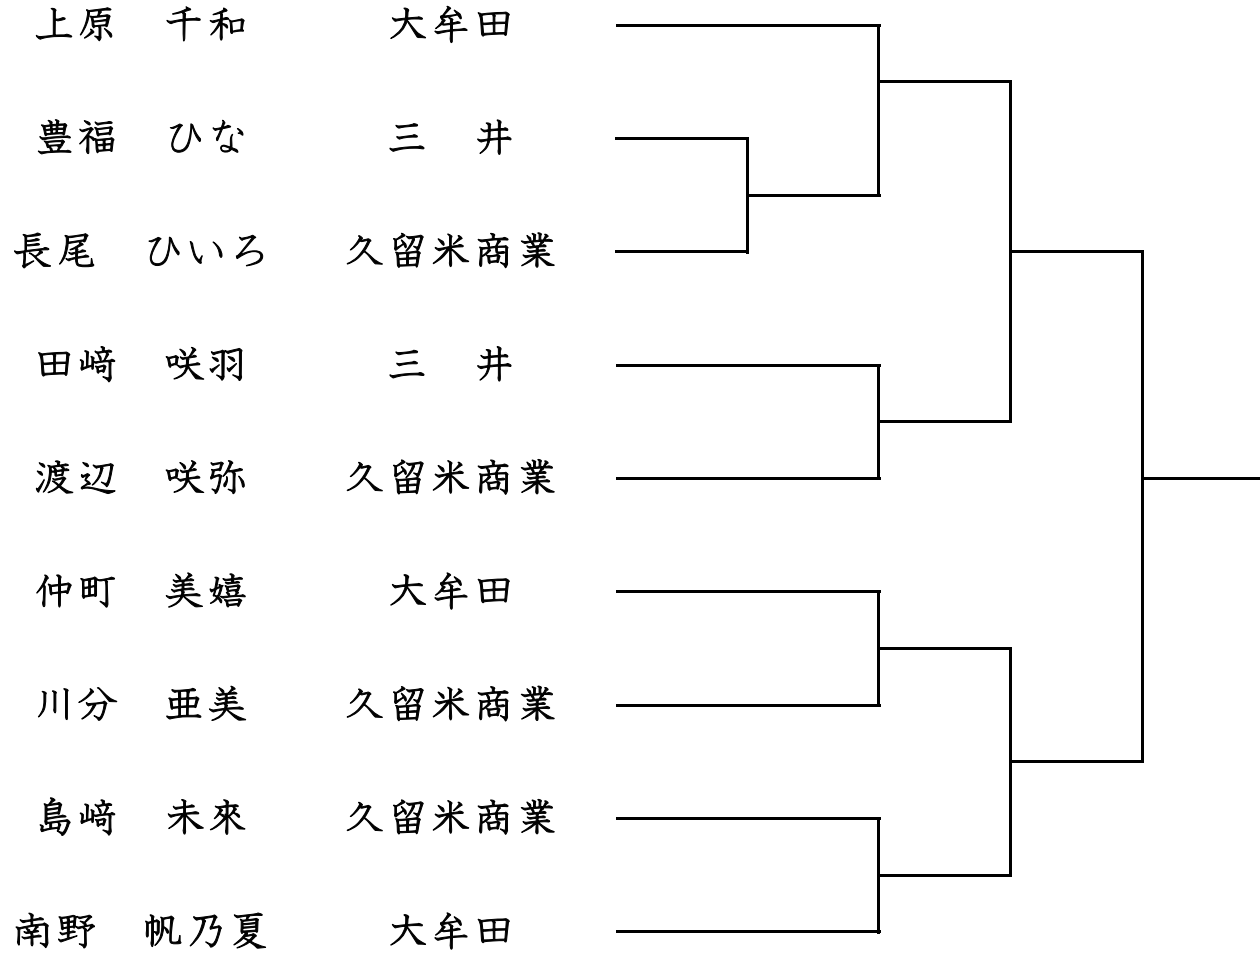 上原　千和　大牟田
豊福　ひな　三　井
長尾　ひいろ　久留米商業
田﨑　咲羽　三　井
渡辺　咲弥　久留米商業
仲町　美嬉　大牟田
川分　亜美　久留米商業
島﨑　未來　久留米商業
南野　帆乃夏　大牟田